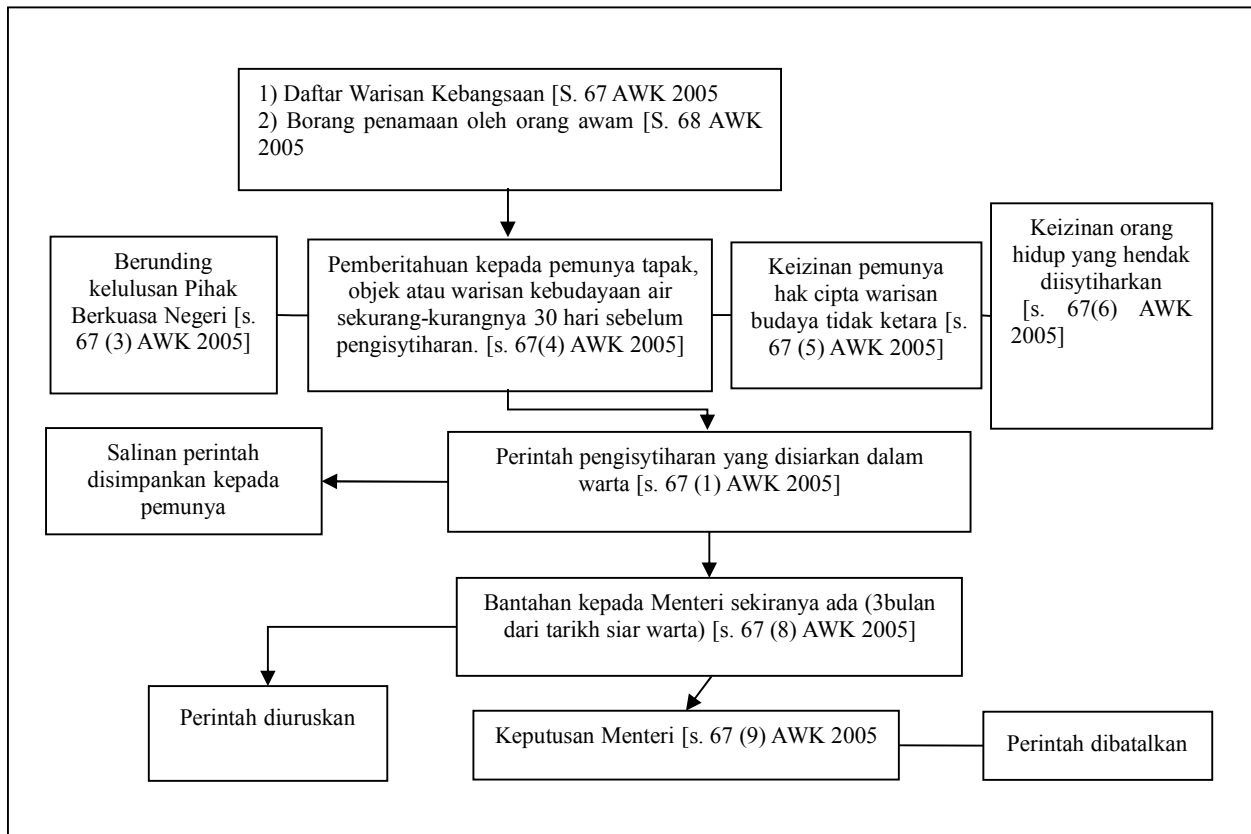 1) Daftar Warisan Kebangsaan [S. 67 AWK 2005
2) Borang penamaan oleh orang awam [S. 68 AWK
2005
Berunding
kelulusan Pihak
Berkuasa Negeri [s.
67 (3) AWK 2005]
Pemberitahuan kepada pemunya tapak,
objek atau warisan kebudayaan air
sekurang-kurangnya 30 hari sebelum
pengisytiharan. [s. 67(4) AWK 2005]
Keizinan pemunya
hak cipta warisan
budaya tidak ketara [s.
67 (5) AWK 2005]
Keizinan orang
hidup yang hendak
diisytiharkan
[s. 67(6) AWK
2005]
Salinan perintah
disimpankan kepada
pemunya
Perintah pengisytiharan yang disiarkan dalam
warta [s. 67 (1) AWK 2005]
Bantahan kepada Menteri sekiranya ada (3bulan
dari tarikh siar warta) [s. 67 (8) AWK 2005]
Perintah diuruskan
Keputusan Menteri [s. 67 (9) AWK 2005
Perintah dibatalkan